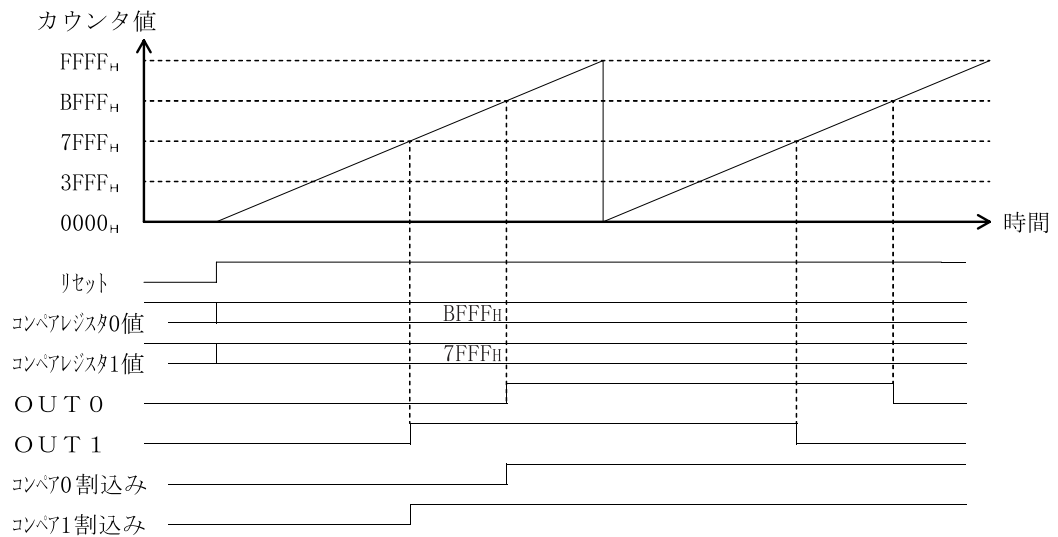 カウンタ値
FFFFH
BFFFH
7FFFH
3FFFH
0000H
時間
リセット
コンペアレジスタ0値
BFFFH
コンペアレジスタ1値
7FFFH
OUT0
OUT1
コンペア0割込み
コンペア1割込み